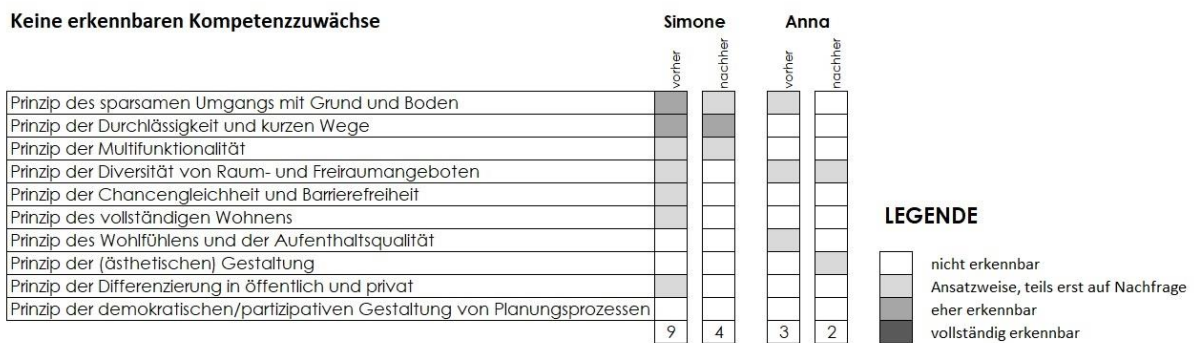 Keine erkennbaren Kompetenzzuwächse
Simone Anna
vorher nachher vorher nachher
Prinzip des sparsamen Umgangs mit Grund und Boden
Prinzip der Durchlässigkeit und kurzen Wege
Prinzip der Multifunktionalität
Prinzip der Diversität von Raum- und Freiraumangeboten
Prinzip der Chancengleichheit und Barrierefreiheit
Prinzip des vollständigen Wohnens
Prinzip des Wohlfühlens und der Aufenthaltsqualität
Prinzip der (ästhetischen) Gestaltung
Prinzip der Differenzierung in öffentlich und privat
Prinzip der demokratischen/partizipativen Gestaltung von Planungsprozessen
9 4 3 2
LEGENDE
nicht erkennbar
Ansatzweise, teils erst auf Nachfrage
eher erkennbar
vollständig erkennbar